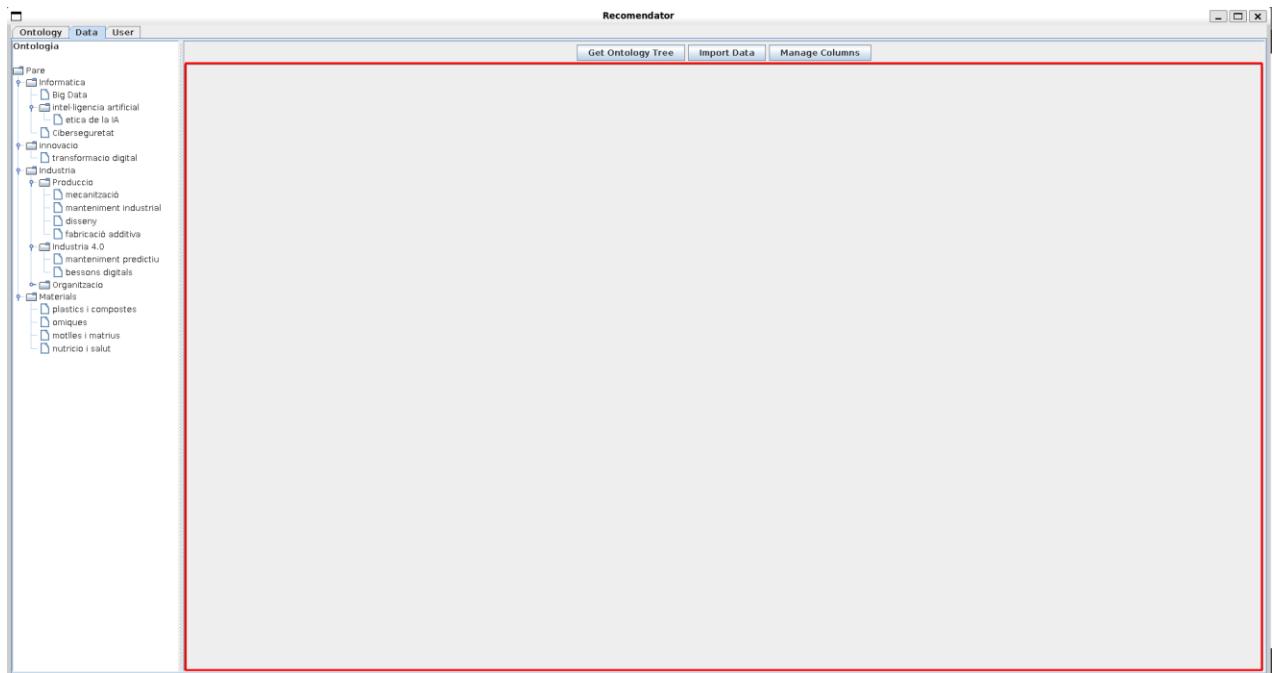 Recomendator
Ontology Data User
Ontologia
Get Ontology Tree Import Data Manage Columns
Pare
Informatica
Big Data
intel·ligencia artificial
etica de la IA
Ciberseguretat
Innovacio
transformacio digital
Industria
Produccio
mecanització
manteniment industrial
disseny
fabricació additiva
Industria 4.0
manteniment predictiu
bessons digitals
Organitzacio
Materials
plastics i compostes
omiques
motlles i matrius
nutricio i salut